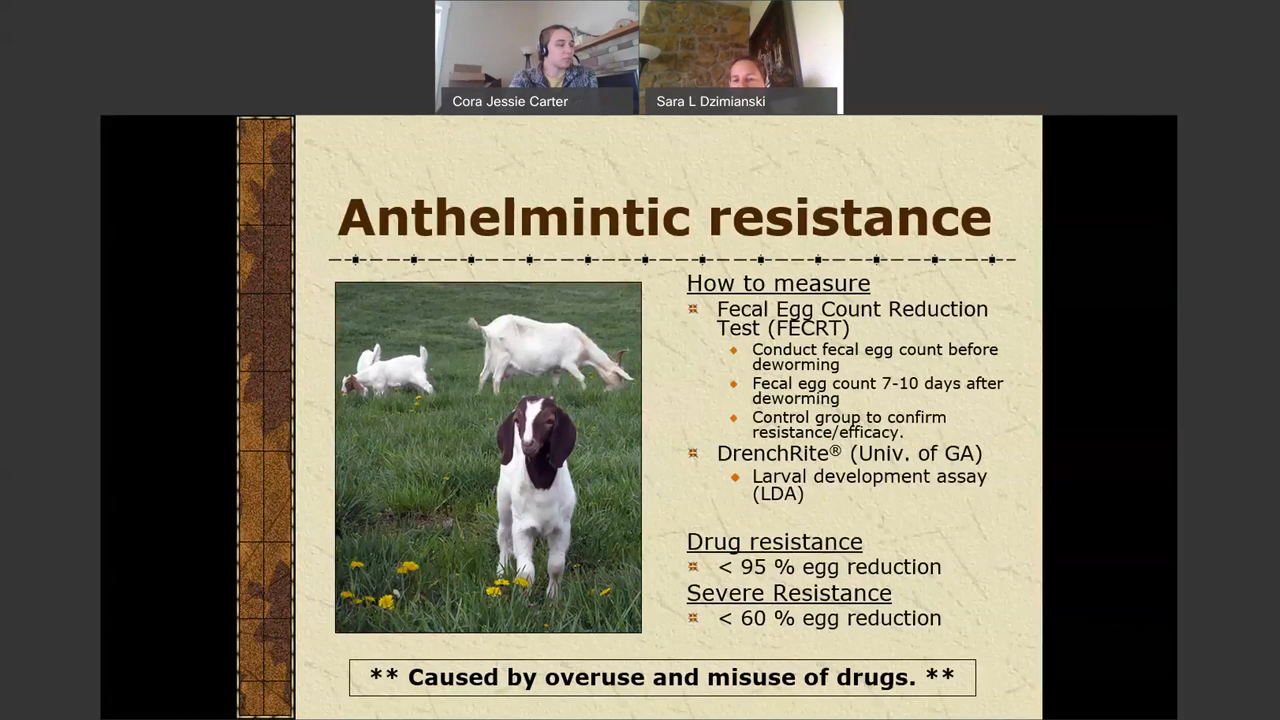 Cora Jessie Carter
Sara L Dzimianski
Anthelmintic resistance
How to measure
Fecal Egg Count Reduction
Test (FECRT)
Conduct fecal egg count before
deworming
Fecal egg count 7-10 days after
deworming
Control group to confirm
resistance/efficacy.
DrenchRite® (Univ. of GA)
Larval development assay
(LDA)
Drug resistance
< 95 % egg reduction
Severe Resistance
< 60 % egg reduction
** Caused by overuse and misuse of drugs. **